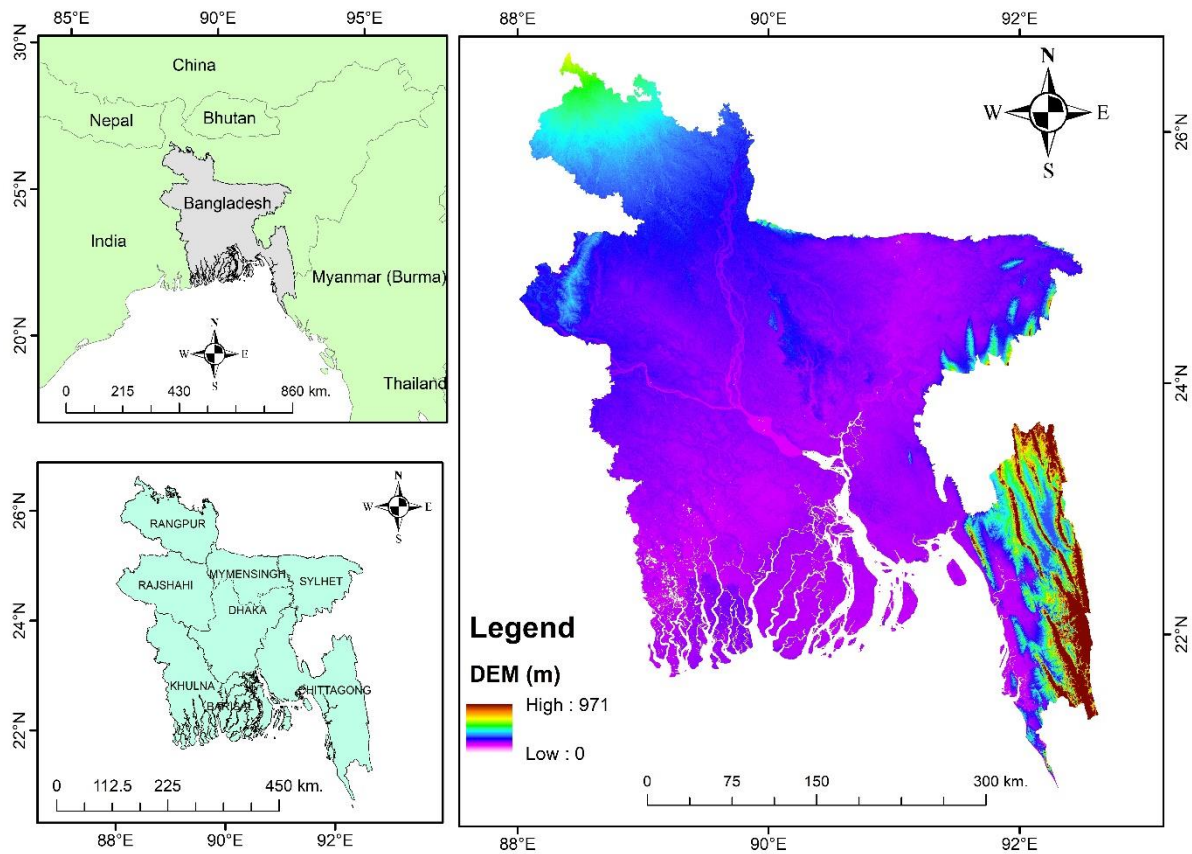 85°E 90°E 95°E
30°N
25°N
20°N
China
Nepal
Bhutan
Bangladesh
India
Myanmar (Burma)
Thailand
N
W E
S
0 215 430 860 km.
26°N
24°N
22°N
RANGPUR
RAJSHAHI
MYMENSINGH
SYLHET
DHAKA
KHULNA
BARISAL
CHITTAGONG
N
W E
S
0 112.5 225 450 km.
88°E 90°E 92°E
88°E 90°E 92°E
N
W E
S
26°N
24°N
22°N
Legend
DEM (m)
High : 971
Low : 0
0 75 150 300 km.
88°E 90°E 92°E